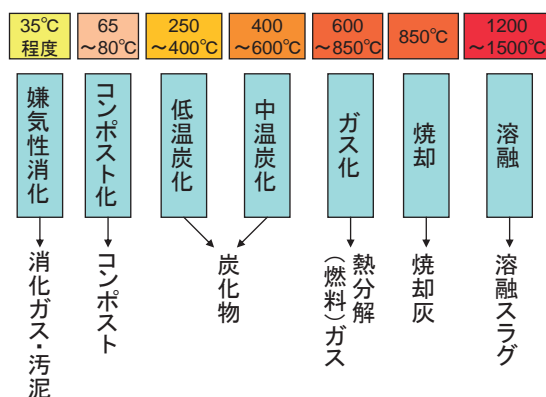 35℃
程度
65
～80℃
250
～400℃
400
～600℃
600
～850℃
850℃
1200
～1500℃
嫌気性消化
コンポスト化
低温炭化
中温炭化
ガス化
焼却
溶融
消化ガス・汚泥
コンポスト
炭化物
熱分解
（燃料）ガス
焼却灰
溶融スラグ